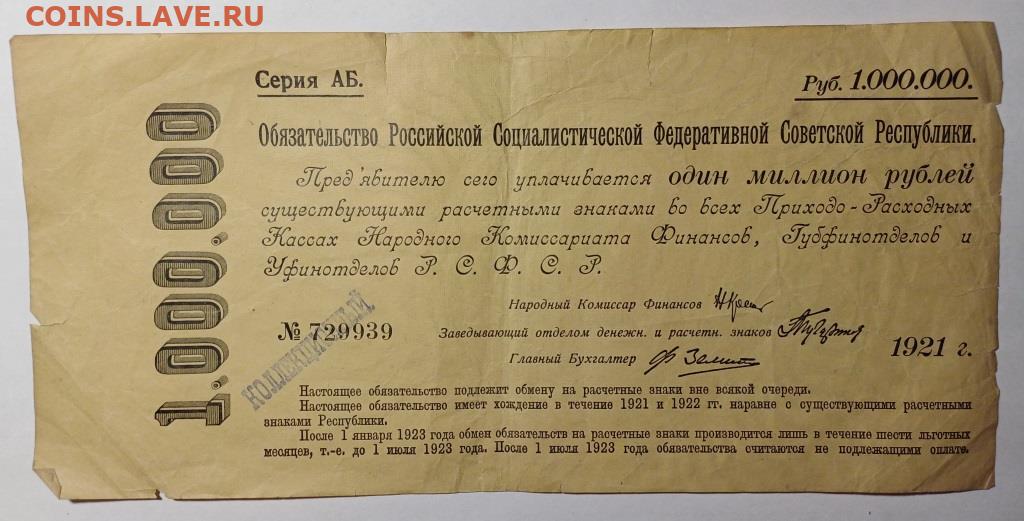 COINS.LAVE.RU
Серия АБ.
Руб. 1.000.000.
1.000.000.000
Обязательство Российской Социалистической Федеративной Советской Республики.
Пред'явителю сего уплачивается один миллион рублей
существующими расчетными знаками во всех Приходо-Расходных
Кассах Народного Комиссариата Финансов, Губфинотделов и
Уфинотделов Р. С. Ф. С. Р.
КОЛЛЕКЦИОННЫЙ
Народный Комиссар Финансов
№ 729939
Заведывающий отделом денежн. и расчетн. знаков
1921 г.
Главный Бухгалтер
Настоящее обязательство подлежит обмену на расчетные знаки вне всякой очереди.
Настоящее обязательство имеет хождение в течение 1921 и 1922 гг. наравне с существующими расчетными
знаками Республики.
После 1 января 1923 года обмен обязательств на расчетные знаки производится лишь в течение шести льготных
месяцев, т.-е. до 1 июля 1923 года. После 1 июля 1923 года обязательства считаются не подлежащими оплате.